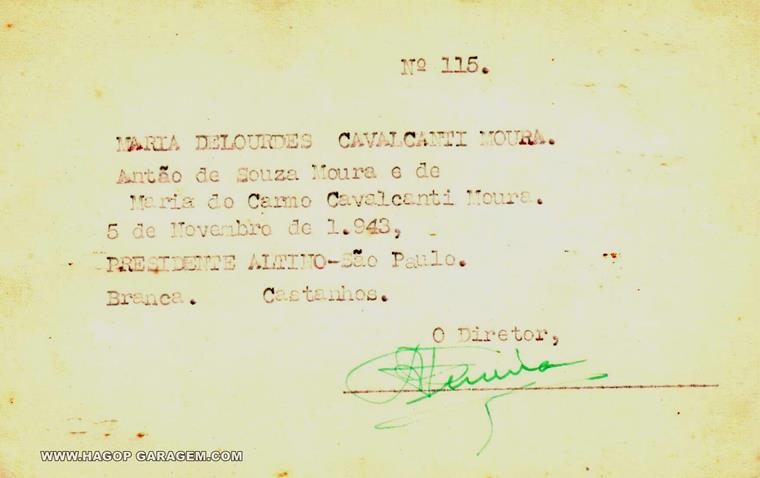 Nº 115.
MARIA DELOURDES CAVALCANTI MOURA.
Antão de Souza Moura e de
Maria do Carmo Cavalcanti Moura.
5 de Novembro de 1.943,
PRESIDENTE ALTINO-São Paulo.
Branca. Castanhos.
O Diretor,
WWW.HAGOP GARAGEM.COM